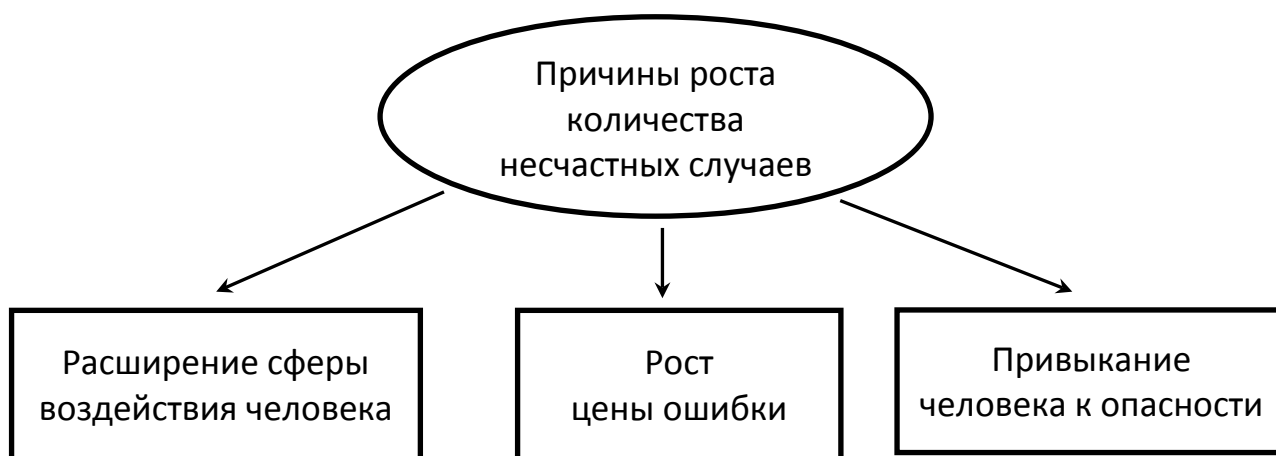 Причины роста
количества
несчастных случаев
Расширение сферы
воздействия человека
Рост
цены ошибки
Привыкание
человека к опасности